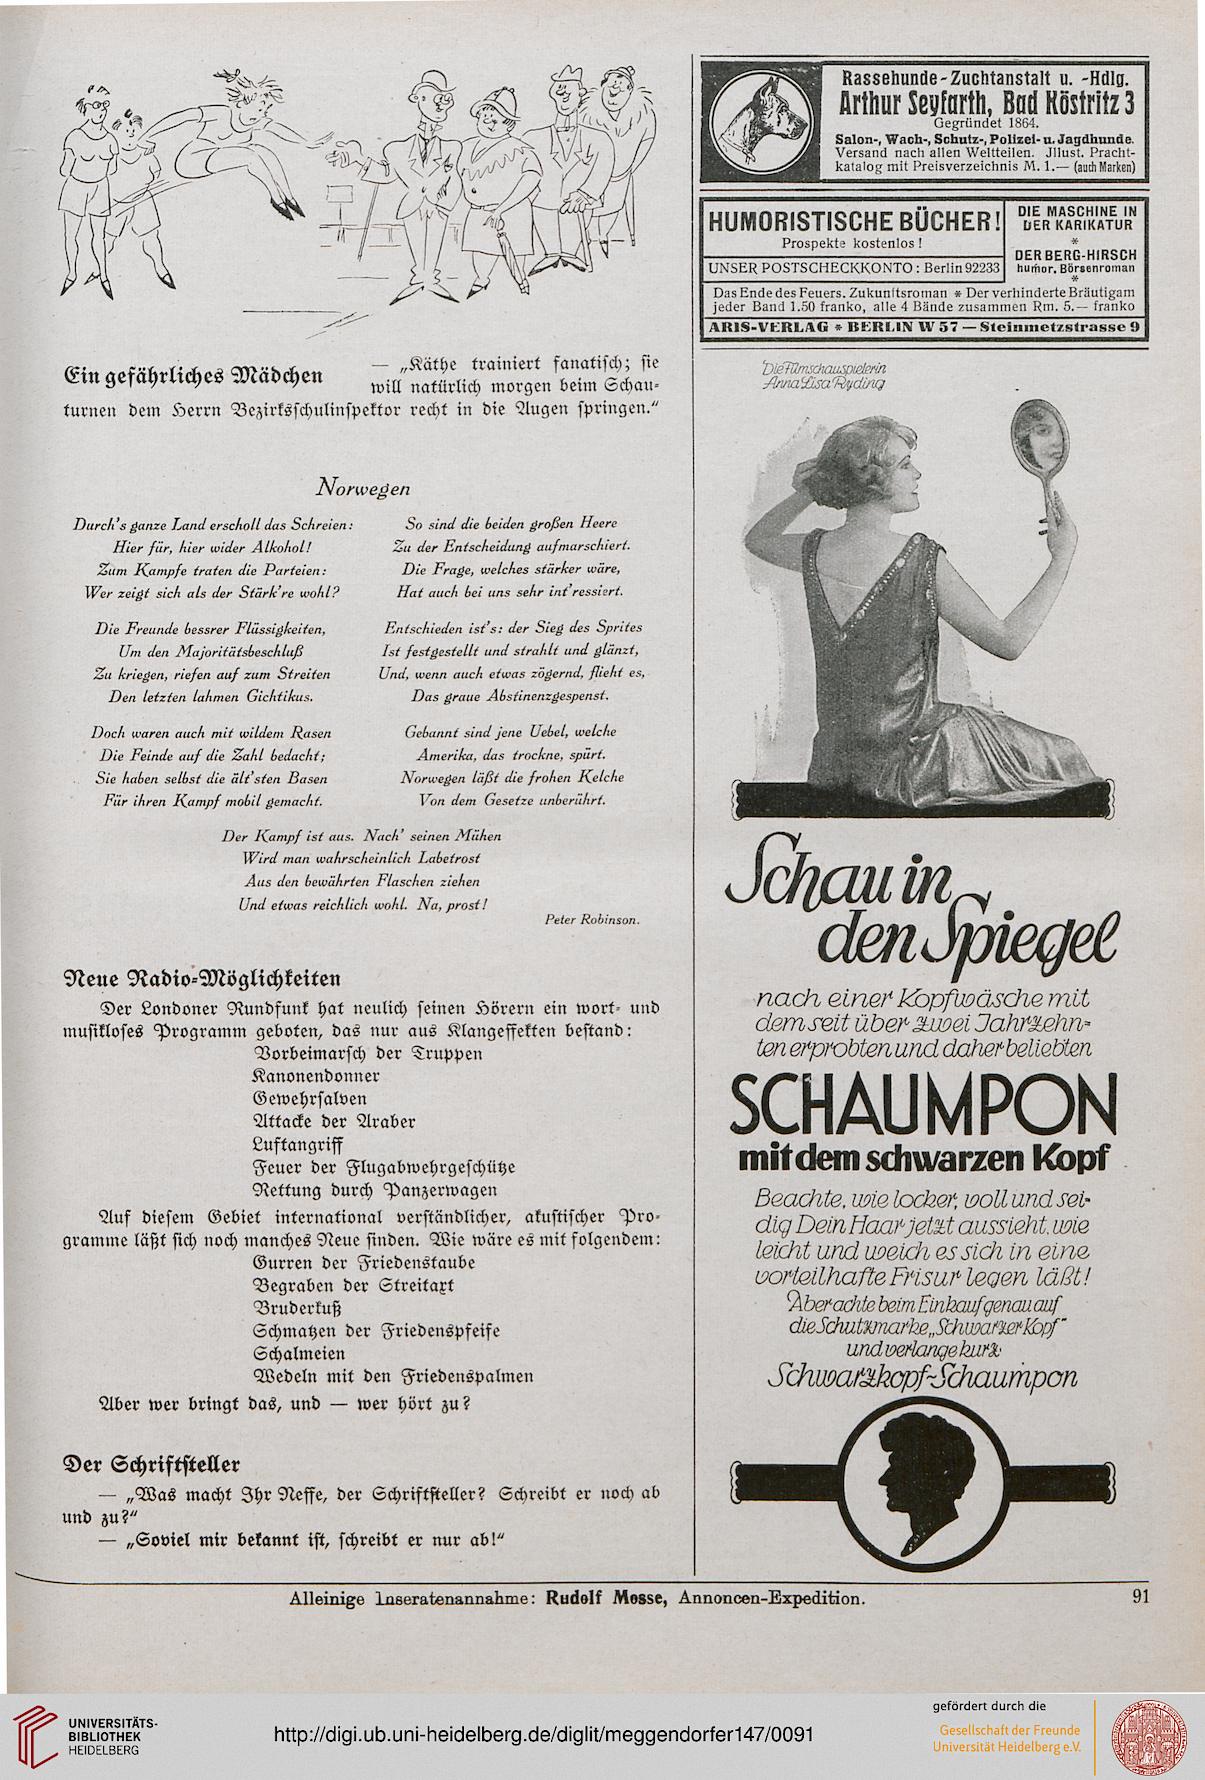 Ein gefährliches Mädchen
— „Käthe trainiert fanatisch; sie
will natürlich morgen beim Schau-
turnen dem Herrn Bezirksschulinspektor recht in die Augen springen."
Norwegen
Durch's ganze Land erscholl das Schreien:
Hier für, hier wider Alkohol!
Zum Kampfe traten die Parteien:
Wer zeigt sich als der Stärk're wohl?
Die Freunde bessrer Flüssigkeiten,
Um den Majoritätsbeschluß
Zu kriegen, riefen auf zum Streiten
Den letzten lahmen Gichtikus.
Doch waren auch mit wildem Rasen
Die Feinde auf die Zahl bedacht;
Sie haben selbst die ält'sten Basen
Für ihren Kampf mobil gemacht.
So sind die beiden großen Heere
Zu der Entscheidung aufmarschiert.
Die Frage, welches stärker wäre,
Hat auch bei uns sehr int'ressiert.
Entschieden ist's: der Sieg des Sprites
Ist festgestellt und strahlt und glänzt,
Und, wenn auch etwas zögernd, flieht es,
Das graue Abstinenzgespenst.
Gebannt sind jene Uebel, welche
Amerika, das trockne, spürt.
Norwegen läßt die frohen Kelche
Von dem Gesetze unberührt.
Der Kampf ist aus. Nach' seinen Mühen
Wird man wahrscheinlich Labetrost
Aus den bewährten Flaschen ziehen
Und etwas reichlich wohl. Na, prost!
Peter Robinson.
Neue Radio-Möglichkeiten
Der Londoner Rundfunk hat neulich seinen Hörern ein wort- und
musikloses Programm geboten, das nur aus Klangeffekten bestand:
Vorbeimarsch der Truppen
Kanonendonner
Gewehrsalven
Attacke der Araber
Luftangriff
Feuer der Flugabwehrgeschütze
Rettung durch Panzerwagen
Auf diesem Gebiet international verständlicher, akustischer Pro-
gramme läßt sich noch manches Neue finden. Wie wäre es mit folgendem:
Gurren der Friedenstaube
Begraben der Streitaxt
Bruderkuß
Schmatzen der Friedenspfeife
Schalmeien
Wedeln mit den Friedenspalmen
Aber wer bringt das, und — wer hört zu?
Der Schriftsteller
— „Was macht Ihr Neffe, der Schriftsteller? Schreibt er noch ab
und zu?"
— „Soviel mir bekannt ist, schreibt er nur ab!"
Rassehunde-Zuchtanstalt u. -Hdlg.
Arthur Seyfarth, Bad Köstritz 3
Gegründet 1864.
Salon-, Wach-, Schutz-, Polizei- u. Jagdhunde.
Versand nach allen Weltteilen. Jllust. Pracht-
katalog mit Preisverzeichnis M. 1.— (auch Marken)
HUMORISTISCHE BÜCHER!
Prospekte kostenlos!
UNSER POSTSCHECKKONTO: Berlin 92233
DIE MASCHINE IN
DER KARIKATUR
*
DER BERG-HIRSCH
humor. Börsenroman
*
Das Ende des Feuers. Zukunftsroman * Der verhinderte Bräutigam
jeder Band 1.50 franko, alle 4 Bände zusammen Rm. 5.— franko
ARIS-VERLAG * BERLIN W 57 — Steinmetzstrasse 9
Die Filmschauspielerin
Anna Lisa Ryding
Schau in
den Spiegel
nach einer Kopfwäsche mit
dem seit über zwei Jahrzehn-
ten erprobten und daher beliebten
SCHAUMPON
mit dem schwarzen Kopf
Beachte, wie locker, voll und sei-
dig Dein Haar jetzt aussieht, wie
leicht und weich es sich in eine
vorteilhafte Frisur legen läßt!
Aber achte beim Einkauf genau auf
die Schutzmarke „Schwarzer Kopf"
und verlange kurz:
Schwarzkopf-Schaumpon
Alleinige Inseratenannahme: Rudolf Mosse, Annoncen-Expedition.
91
UNIVERSITÄTS-
BIBLIOTHEK
HEIDELBERG
http://digi.ub.uni-heidelberg.de/diglit/meggendorfer147/0091
gefördert durch die
Gesellschaft der Freunde
Universität Heidelberg e.V.